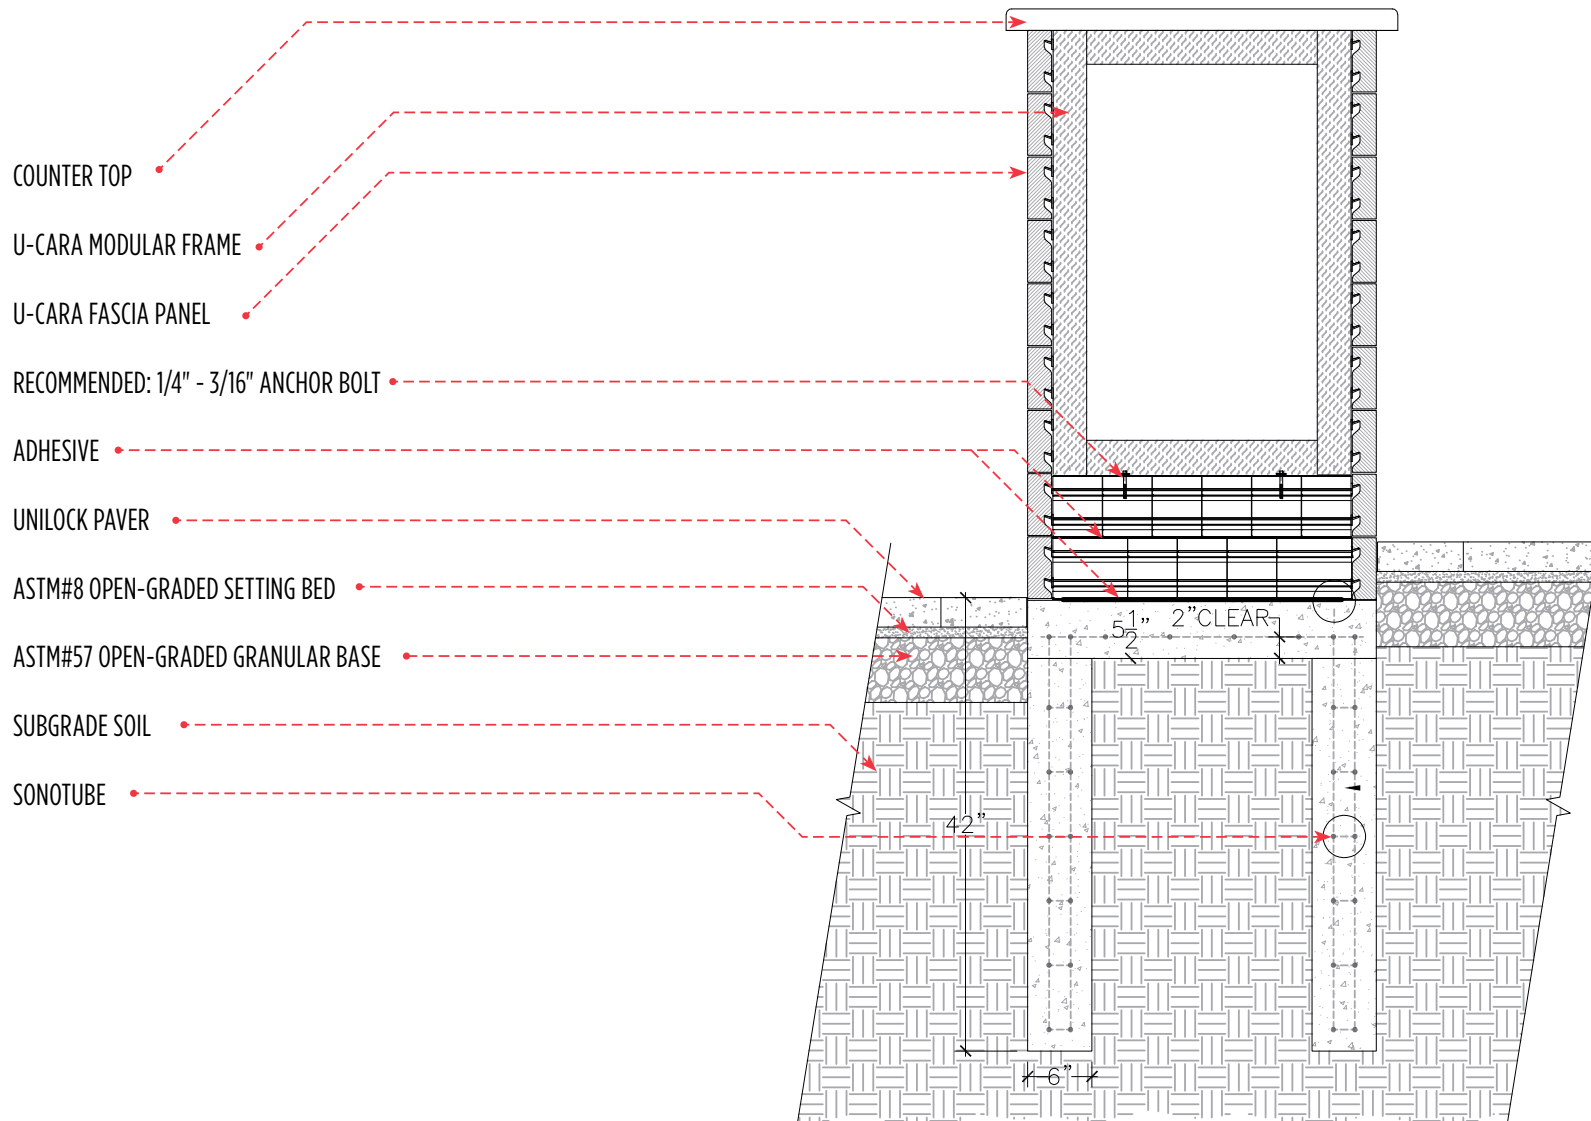 COUNTER TOP
U-CARA MODULAR FRAME
U-CARA FASCIA PANEL
RECOMMENDED: 1/4" - 3/16" ANCHOR BOLT
ADHESIVE
UNILOCK PAVER
ASTM#8 OPEN-GRADED SETTING BED
ASTM#57 OPEN-GRADED GRANULAR BASE
SUBGRADE SOIL
SONOTUBE
5 1/2”
2”CLEAR
42”
6”